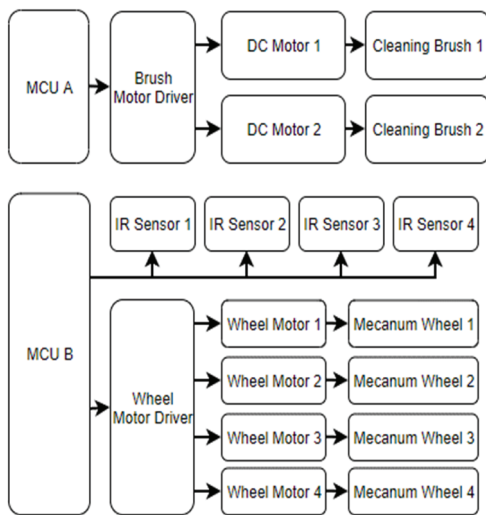 MCU A
Brush
Motor Driver
DC Motor 1
Cleaning Brush 1
DC Motor 2
Cleaning Brush 2
MCU B
IR Sensor 1
IR Sensor 2
IR Sensor 3
IR Sensor 4
Wheel
Motor Driver
Wheel Motor 1
Mecanum Wheel 1
Wheel Motor 2
Mecanum Wheel 2
Wheel Motor 3
Mecanum Wheel 3
Wheel Motor 4
Mecanum Wheel 4